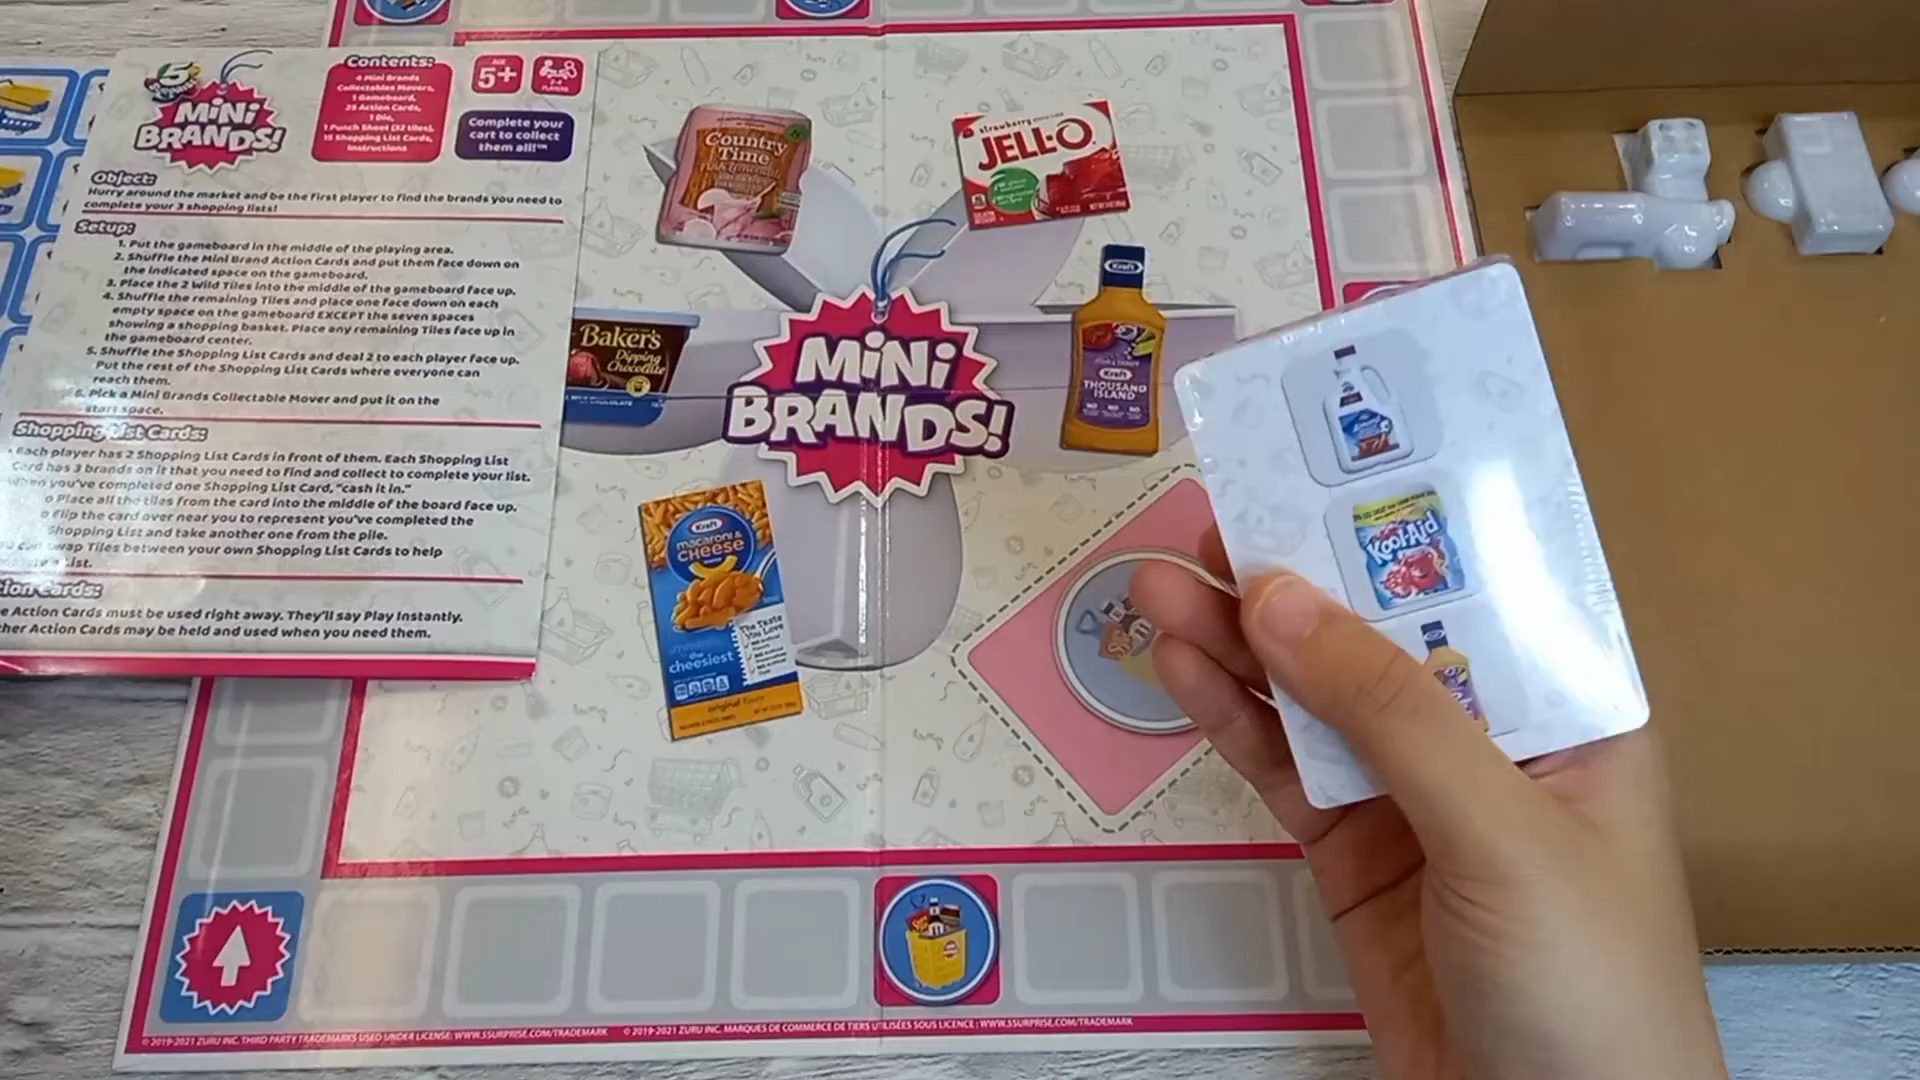 5
MiNi
BRANDS!
Contents:
4 Mini Brands
Collectables Movers,
1 Gameboard,
25 Action Cards,
1 Die,
1 Punch Sheet (32 tiles),
15 Shopping List Cards,
Instructions
AGE
5+
2-4
PLAYERS
Complete your
cart to collect
them all!™
Object:
Hurry around the market and be the first player to find the brands you need to
complete your 3 shopping lists!
Setup:
1. Put the gameboard in the middle of the playing area.
2. Shuffle the Mini Brand Action Cards and put them face down on
the indicated space on the gameboard.
3. Place the 2 Wild Tiles into the middle of the gameboard face up.
4. Shuffle the remaining Tiles and place one face down on each
empty space on the gameboard EXCEPT the seven spaces
showing a shopping basket. Place any remaining Tiles face up in
the gameboard center.
5. Shuffle the Shopping List Cards and deal 2 to each player face up.
Put the rest of the Shopping List Cards where everyone can
reach them.
6. Pick a Mini Brands Collectable Mover and put it on the
start space.
Shopping List Cards:
• Each player has 2 Shopping List Cards in front of them. Each Shopping List
Card has 3 brands on it that you need to find and collect to complete your list.
When you've completed one Shopping List Card, "cash it in."
o Place all the tiles from the card into the middle of the board face up.
o Flip the card over near you to represent you've completed the
Shopping List and take another one from the pile.
can swap Tiles between your own Shopping List Cards to help
List.
Cards:
Action Cards must be used right away. They'll say Play Instantly.
Action Cards may be held and used when you need them.
Country
Time
strawberry
JELL-O
Baker's
Dipping
Chocolate
MiNi
BRANDS!
Kraft
Kraft
THOUSAND
ISLAND
NO NO NO
Kraft
macaroni &
CHEESE
The Taste
You Love
the
cheesiest
original flavor
Kool-Aid
© 2019-2021 ZURU INC. THIRD PARTY TRADEMARKS USED UNDER LICENSE: WWW.5SURPRISE.COM/TRADEMARK © 2019-2021 ZURU INC. MARQUES DE COMMERCE DE TIERS UTILISÉES SOUS LICENCE : WWW.5SURPRISE.COM/TRADEMARK